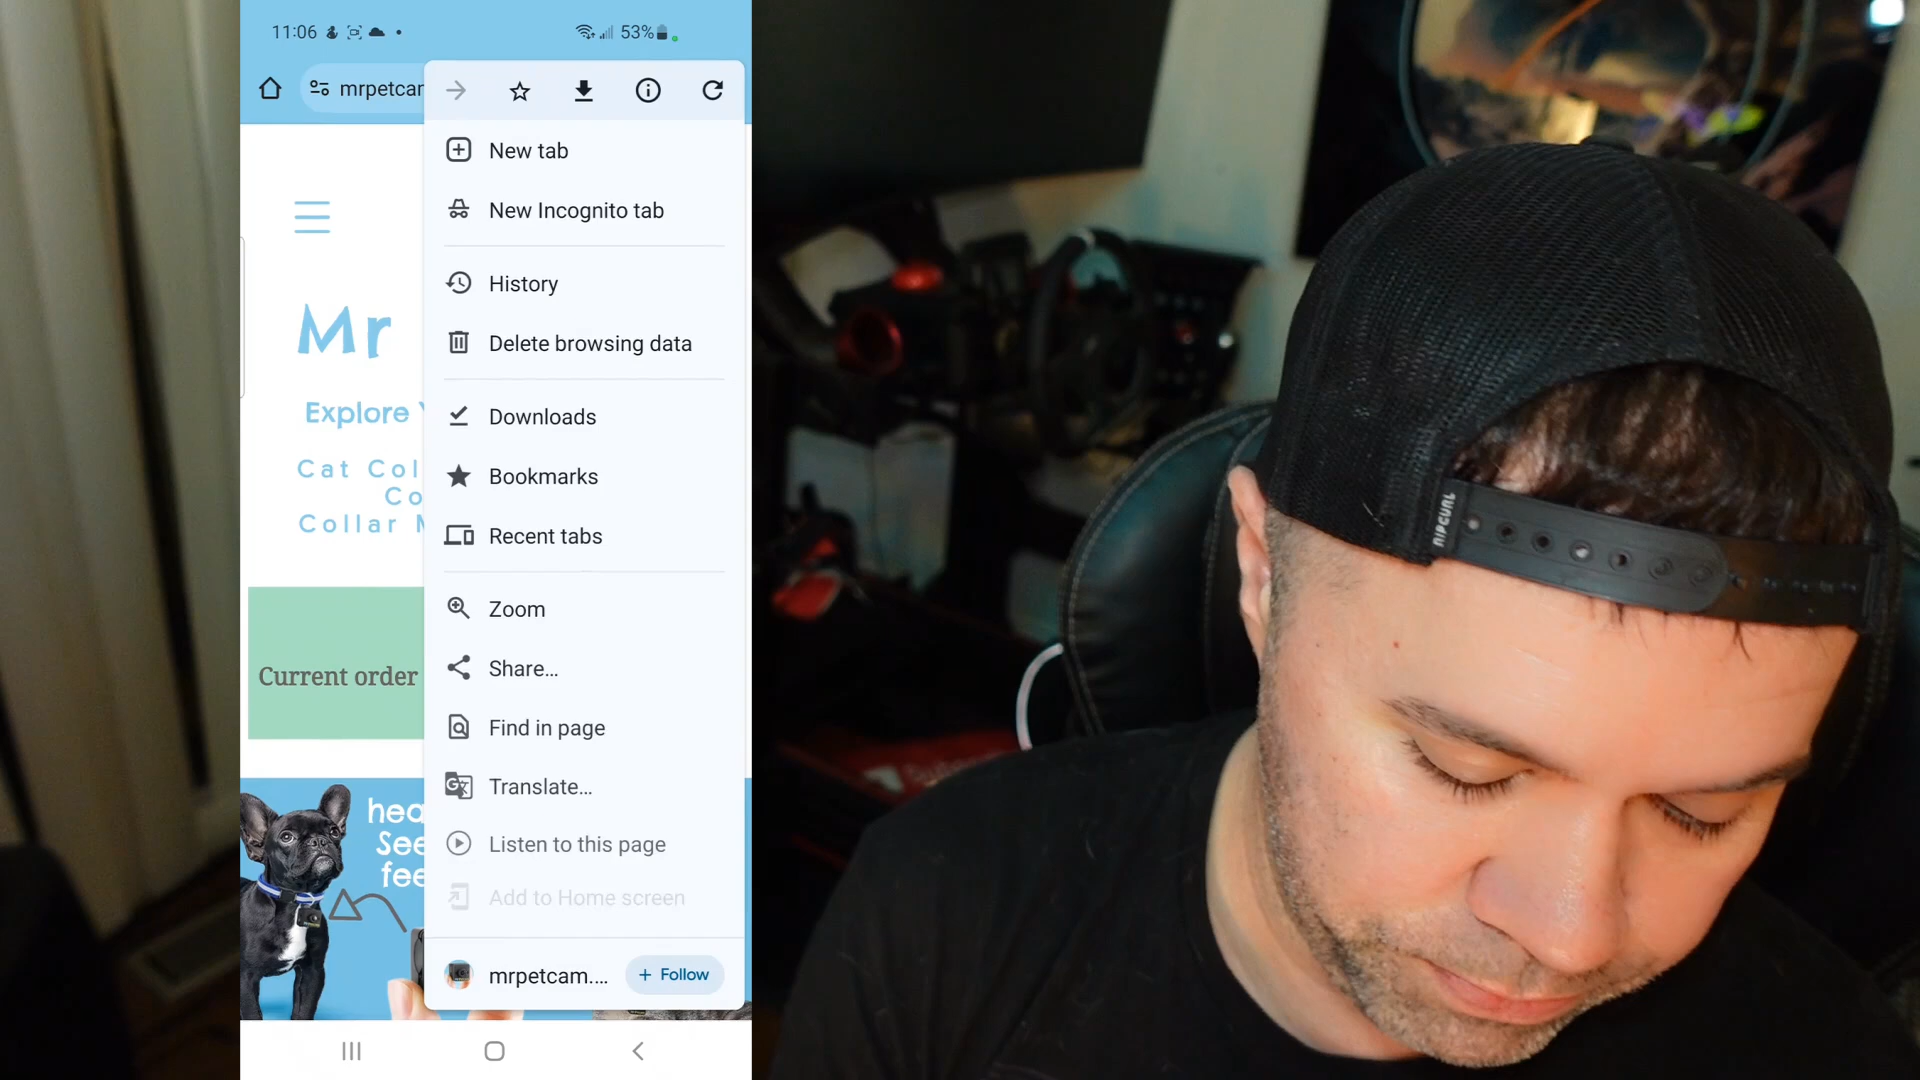 11:06
53%
mrpetcar
New tab
New Incognito tab
History
Delete browsing data
Downloads
Bookmarks
Recent tabs
Zoom
Share...
Find in page
Translate...
Listen to this page
Add to Home screen
mrpetcam....
+ Follow
Mr
Explore
Cat Col
Co
Collar
Current order
hea
See
fee
RIPCURL